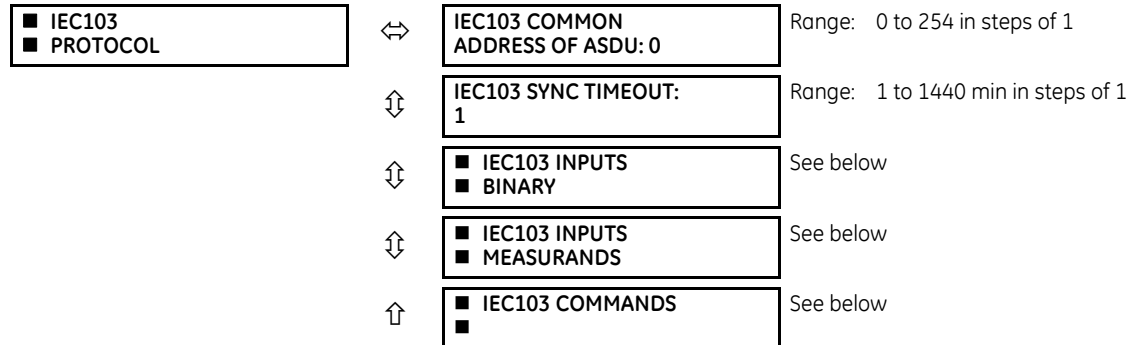 ■ IEC103
■ PROTOCOL
IEC103 COMMON
ADDRESS OF ASDU: 0
Range: 0 to 254 in steps of 1
IEC103 SYNC TIMEOUT:
1
Range: 1 to 1440 min in steps of 1
■ IEC103 INPUTS
■ BINARY
See below
■ IEC103 INPUTS
■ MEASURANDS
See below
■ IEC103 COMMANDS
■
See below